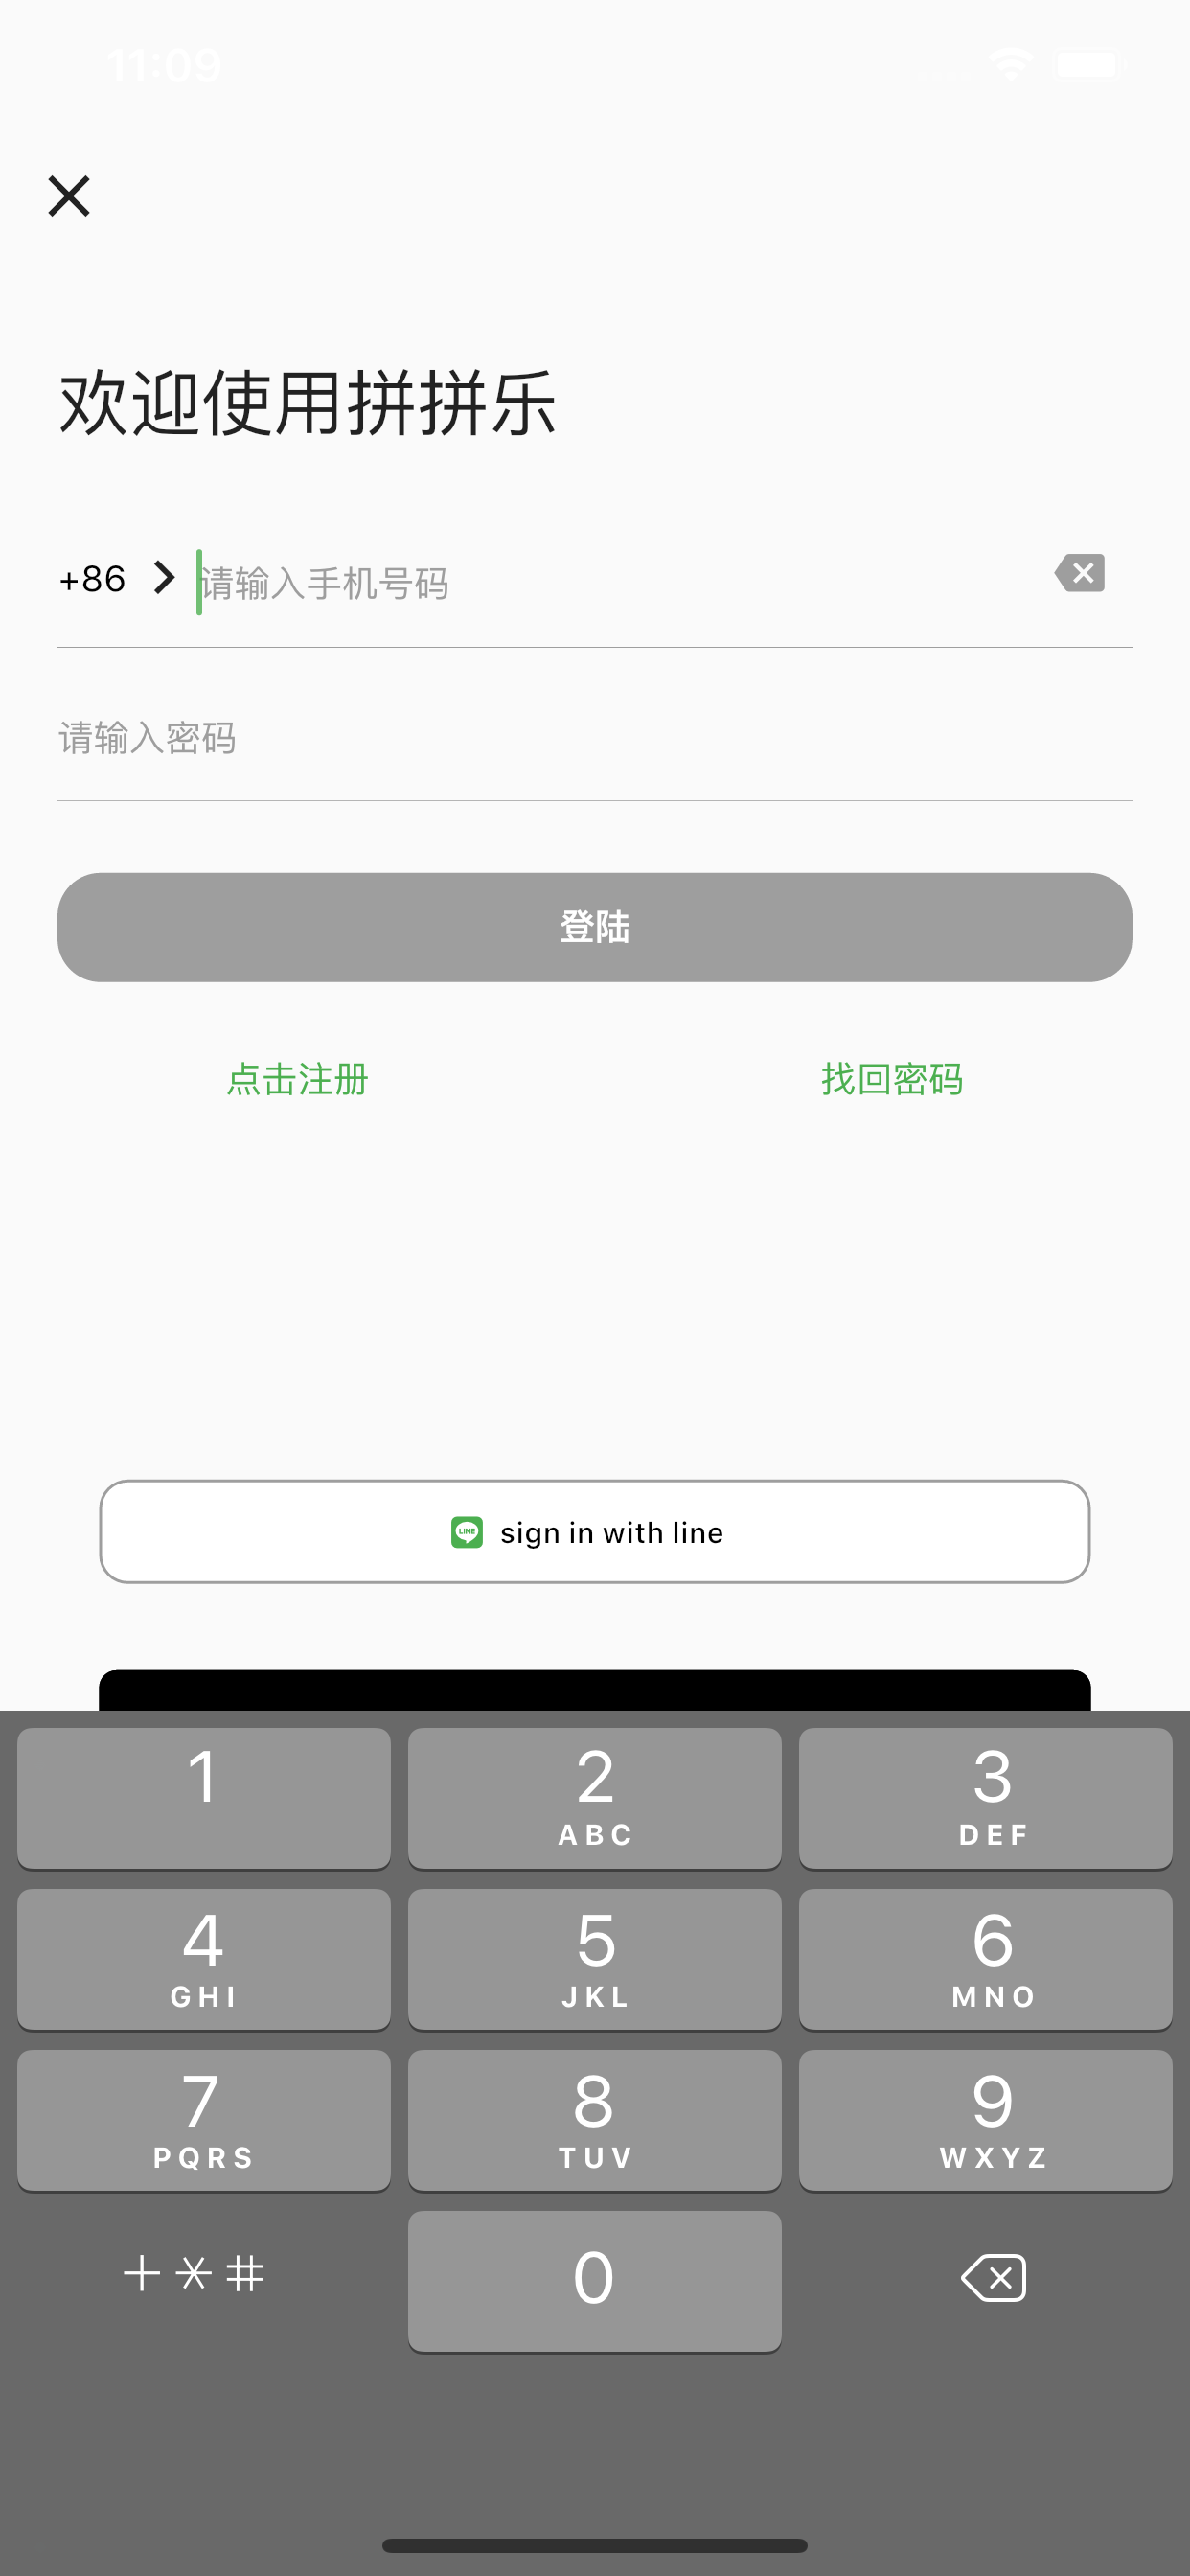 11:09
欢迎使用拼拼乐
+86 请输入手机号码
请输入密码
登陆
点击注册 找回密码
LINE sign in with line
1 2 3
ABC DEF
4 5 6
GHI JKL MNO
7 8 9
PQRS TUV WXYZ
+*# 0